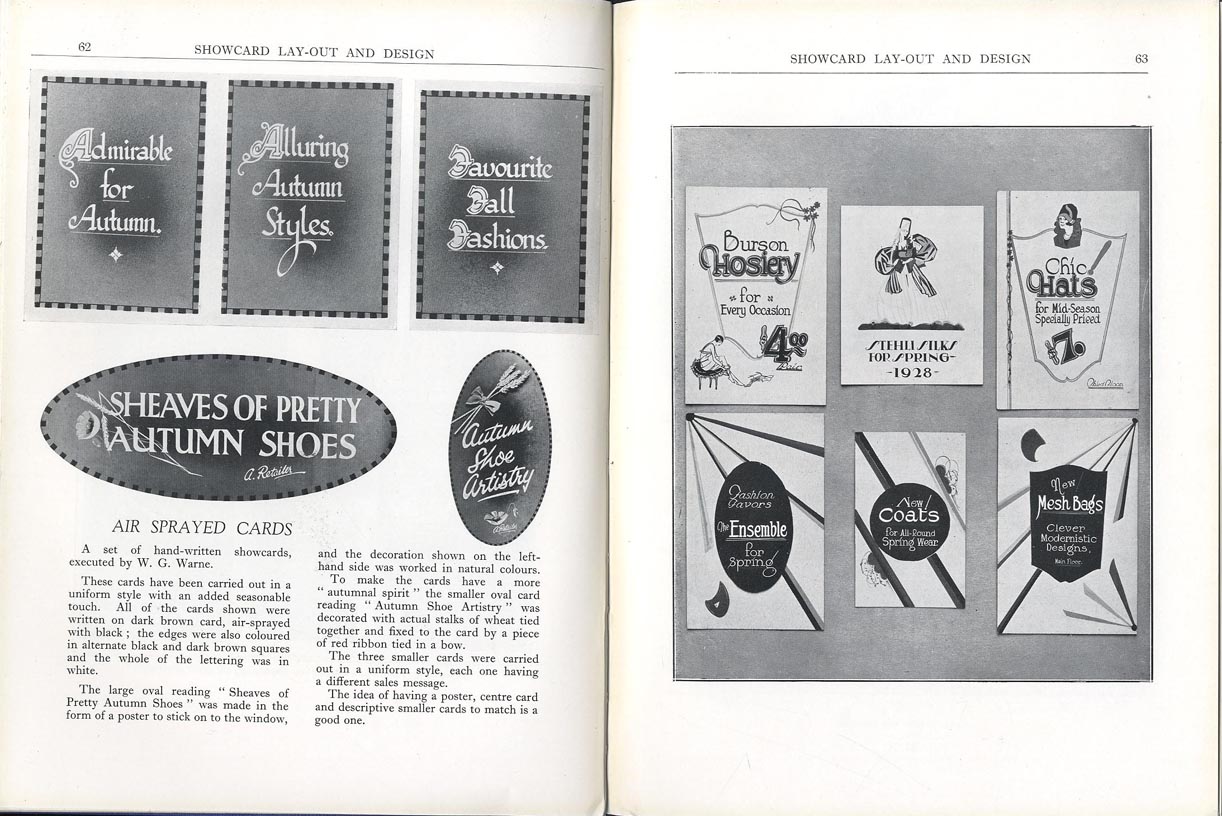 62
SHOWCARD LAY-OUT AND DESIGN
Admirable
for
Autumn.
Alluring
Autumn
Styles.
Favourite
Fall
Fashions.
SHEAVES OF PRETTY
AUTUMN SHOES
A. Retailer
Autumn
Shoe
Artistry
A. Retailer
AIR SPRAYED CARDS
A set of hand-written showcards,
executed by W. G. Warne.
These cards have been carried out in a
uniform style with an added seasonable
touch. All of the cards shown were
written on dark brown card, air-sprayed
with black ; the edges were also coloured
in alternate black and dark brown squares
and the whole of the lettering was in
white.
The large oval reading “ Sheaves of
Pretty Autumn Shoes ” was made in the
form of a poster to stick on to the window,
and the decoration shown on the left-
hand side was worked in natural colours.
To make the cards have a more
“ autumnal spirit ” the smaller oval card
reading “ Autumn Shoe Artistry ” was
decorated with actual stalks of wheat tied
together and fixed to the card by a piece
of red ribbon tied in a bow.
The three smaller cards were carried
out in a uniform style, each one having
a different sales message.
The idea of having a poster, centre card
and descriptive smaller cards to match is a
good one.
SHOWCARD LAY-OUT AND DESIGN
63
Burson
Hosiery
for
Every Occasion
$4.00
Pair
STEHLI SILKS
FOR SPRING-
-1928-
Chic
Hats
for Mid-Season
Specially Priced
$7.
Fashion
Favors
The Ensemble
for
Spring
New
Coats
for All-Round
Spring Wear
New
Mesh Bags
Clever
Modernistic
Designs,
Main Floor.